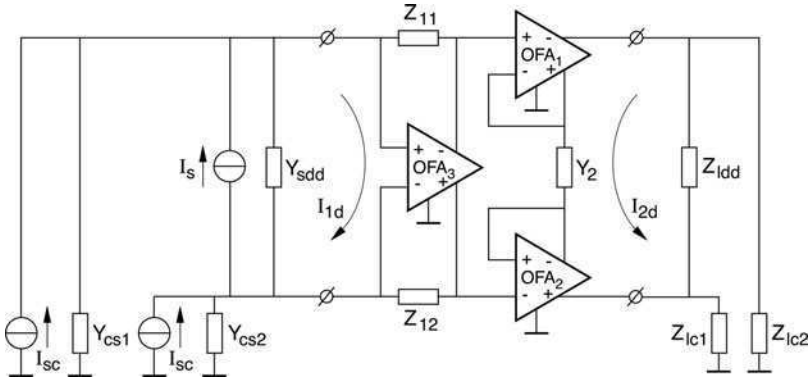 Z11
+ -
OFA1
- +
Is
Ysdd
I1d
+ -
OFA3
- +
Y2
I2d
Zldd
+ -
OFA2
- +
Z12
Isc
Ycs1
Isc
Ycs2
Zlc1
Zlc2